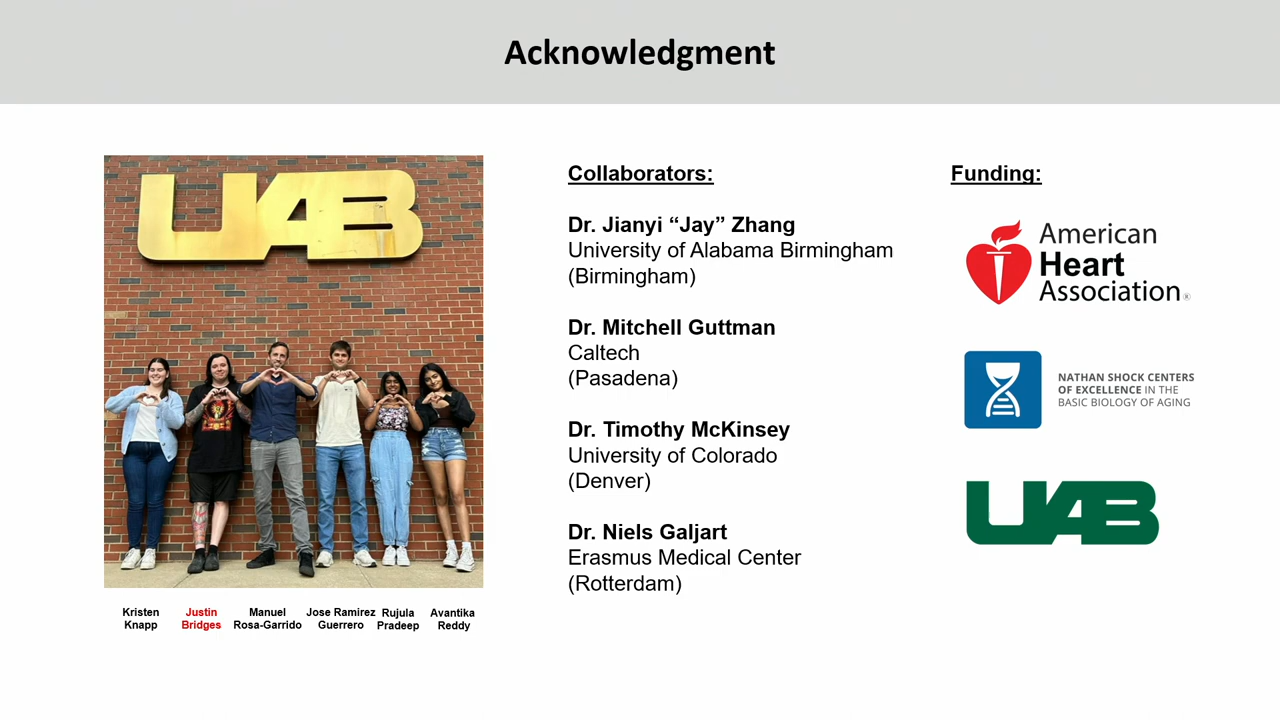 Acknowledgment
UAB
Kristen
Knapp
Justin
Bridges
Manuel
Rosa-Garrido
Jose Ramirez
Guerrero
Rujula
Pradeep
Avantika
Reddy
Collaborators:
Dr. Jianyi “Jay” Zhang
University of Alabama Birmingham
(Birmingham)
Dr. Mitchell Guttman
Caltech
(Pasadena)
Dr. Timothy McKinsey
University of Colorado
(Denver)
Dr. Niels Galjart
Erasmus Medical Center
(Rotterdam)
Funding:
American
Heart
Association®
NATHAN SHOCK CENTERS
OF EXCELLENCE IN THE
BASIC BIOLOGY OF AGING
UAB